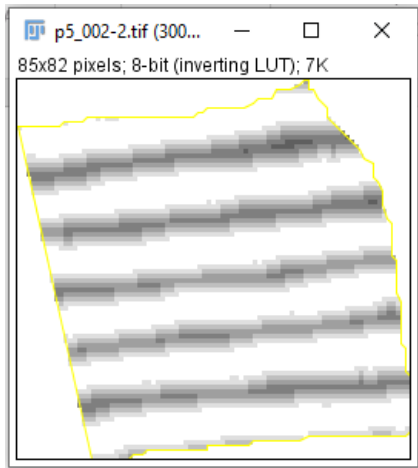 p5_002-2.tif (300...
85x82 pixels; 8-bit (inverting LUT); 7K